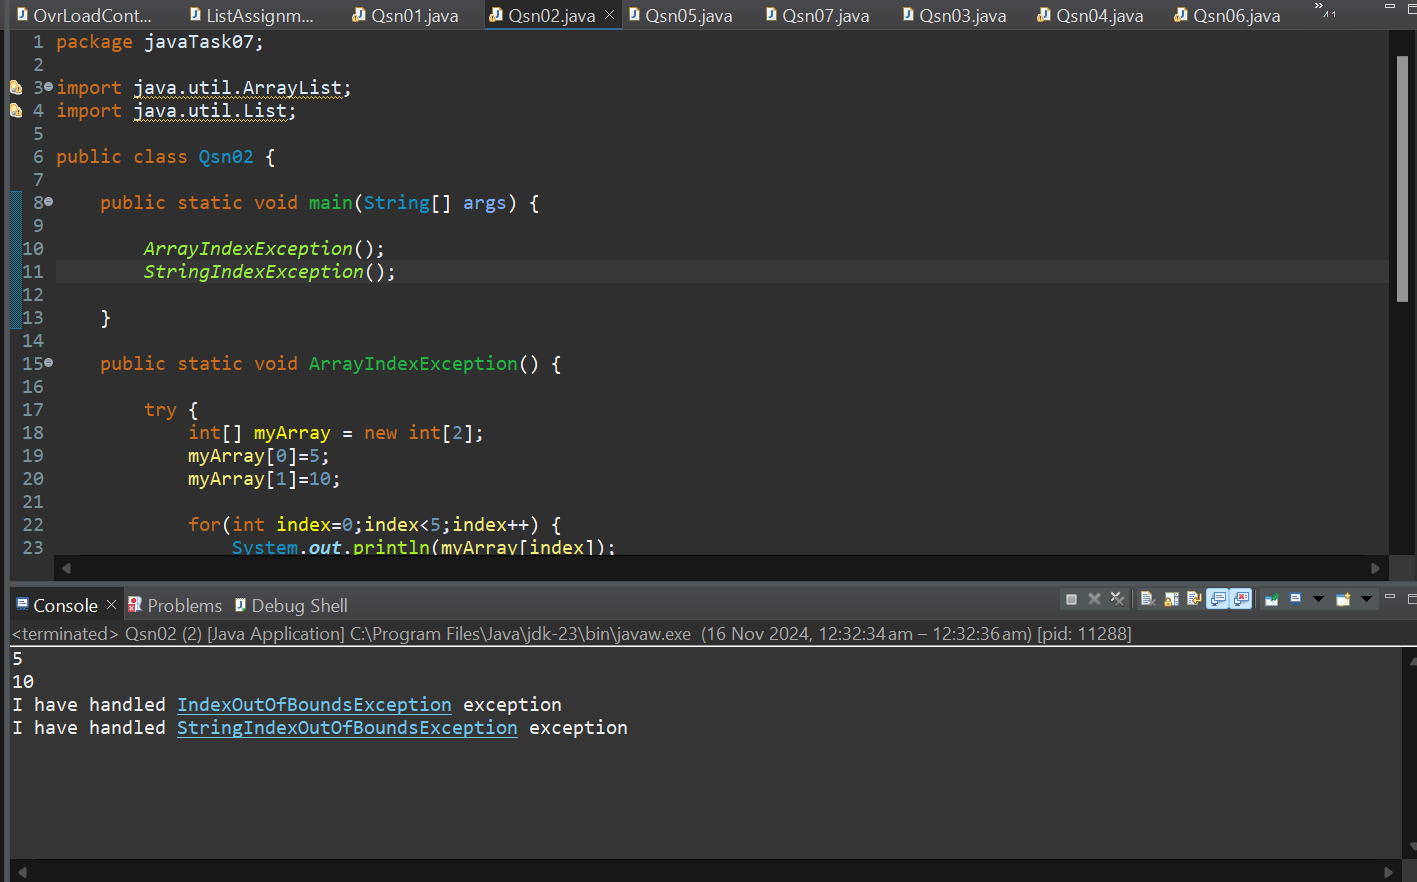 OvrLoadCont... ListAssignm... Qsn01.java Qsn02.java Qsn05.java Qsn07.java Qsn03.java Qsn04.java Qsn06.java
1 package javaTask07;
2
3 import java.util.ArrayList;
4 import java.util.List;
5
6 public class Qsn02 {
7
8 public static void main(String[] args) {
9
10 ArrayIndexException();
11 StringIndexException();
12
13 }
14
15 public static void ArrayIndexException() {
16
17 try {
18 int[] myArray = new int[2];
19 myArray[0]=5;
20 myArray[1]=10;
21
22 for(int index=0;index<5;index++) {
23 System.out.println(myArray[index]);
Console Problems Debug Shell
<terminated> Qsn02 (2) [Java Application] C:\Program Files\Java\jdk-23\bin\javaw.exe (16 Nov 2024, 12:32:34 am – 12:32:36 am) [pid: 11288]
5
10
I have handled IndexOutOfBoundsException exception
I have handled StringIndexOutOfBoundsException exception